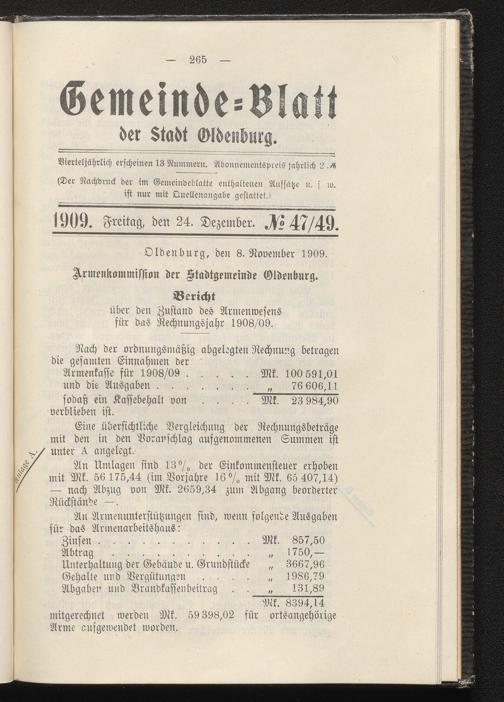 — 265 —
Gemeinde=Blatt
der Stadt Oldenburg.
Vierteljährlich erscheinen 13 Nummern. Abonnementspreis jährlich 2 ℳ
(Der Nachdruck der im Gemeindeblatte enthaltenen Aufsätze u. s. w.
ist nur mit Quellenangabe gestattet.)
1909. Freitag, den 24. Dezember. № 47/49.
Oldenburg, den 8. November 1909.
Armenkommission der Stadtgemeinde Oldenburg.
Bericht
über den Zustand des Armenwesens
für das Rechnungsjahr 1908/09.
Nach der ordnungsmäßig abgelegten Rechnung betragen
die gesamten Einnahmen der
Armenkasse für 1908/09 . . . . . Mk. 100 591,01
und die Ausgaben . . . . . . „ 76 606,11
sodaß ein Kassebehalt von . . . . Mk. 23 984,90
verblieben ist.
Eine übersichtliche Vergleichung der Rechnungsbeträge
mit den in den Voranschlag aufgenommenen Summen ist
unter A angelegt.
Anlage A.
An Umlagen sind 13 % der Einkommensteuer erhoben
mit Mk. 56 175,44 (im Vorjahre 16 % mit Mk. 65 407,14)
— nach Abzug von Mk. 2659,34 zum Abgang beorderter
Rückstände —.
An Armenunterstützungen sind, wenn folgende Ausgaben
für das Armenarbeitshaus:
Zinsen . . . . . . . . . . Mk. 857,50
Abtrag . . . . . . . . . . „ 1750,—
Unterhaltung der Gebäude u. Grundstücke „ 3667,96
Gehalte und Vergütungen . . . . „ 1986,79
Abgaben und Brandkassenbeitrag . . „ 131,89
Mk. 8394,14
mitgerechnet werden Mk. 59 398,02 für ortsangehörige
Arme aufgewendet worden.